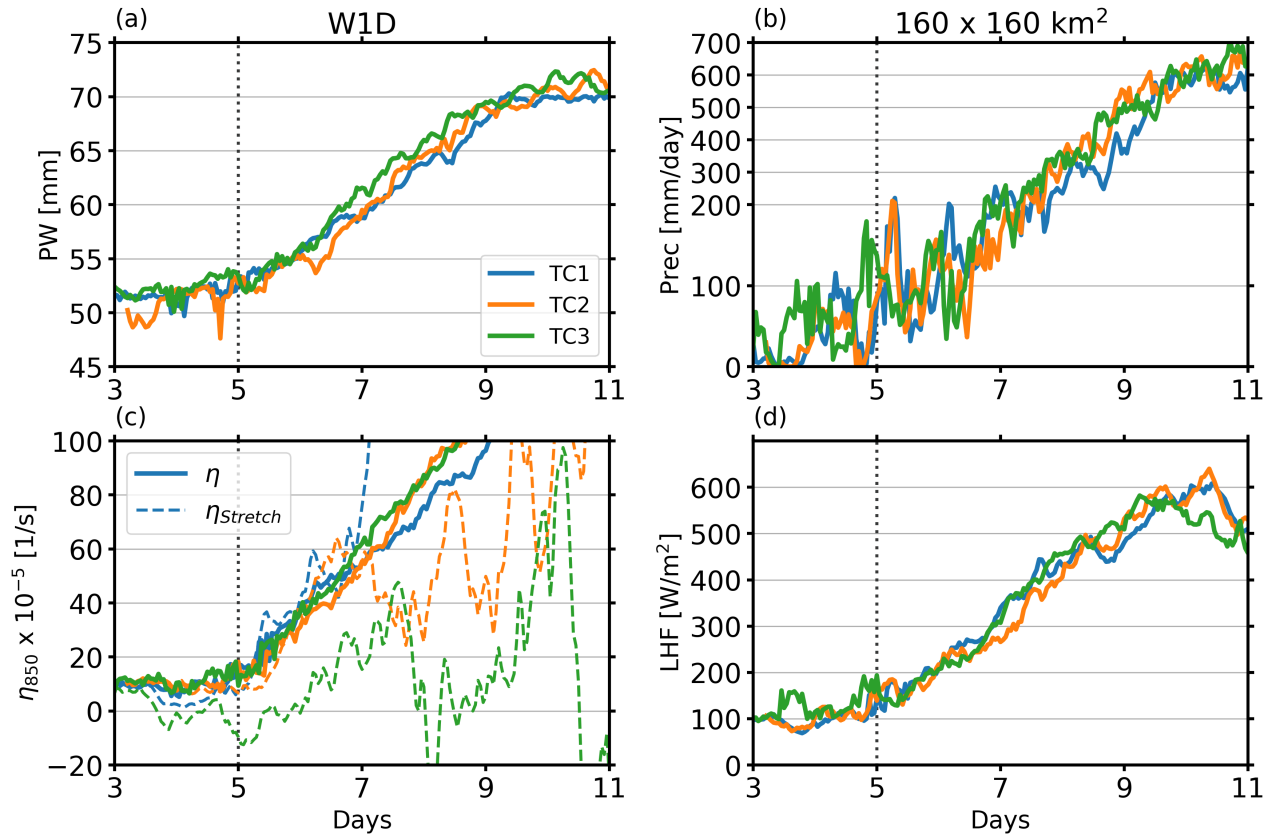 (a) W1D
PW [mm]
75
70
65
60
55
50
45
TC1
TC2
TC3
3 5 7 9 11
(b) 160 x 160 km²
Prec [mm/day]
700
600
500
400
300
200
100
0
3 5 7 9 11
(c)
η₈₅₀ x 10⁻⁵ [1/s]
100
80
60
40
20
0
−20
η
η_Stretch
3 5 7 9 11
Days
(d)
LHF [W/m²]
600
500
400
300
200
100
0
3 5 7 9 11
Days